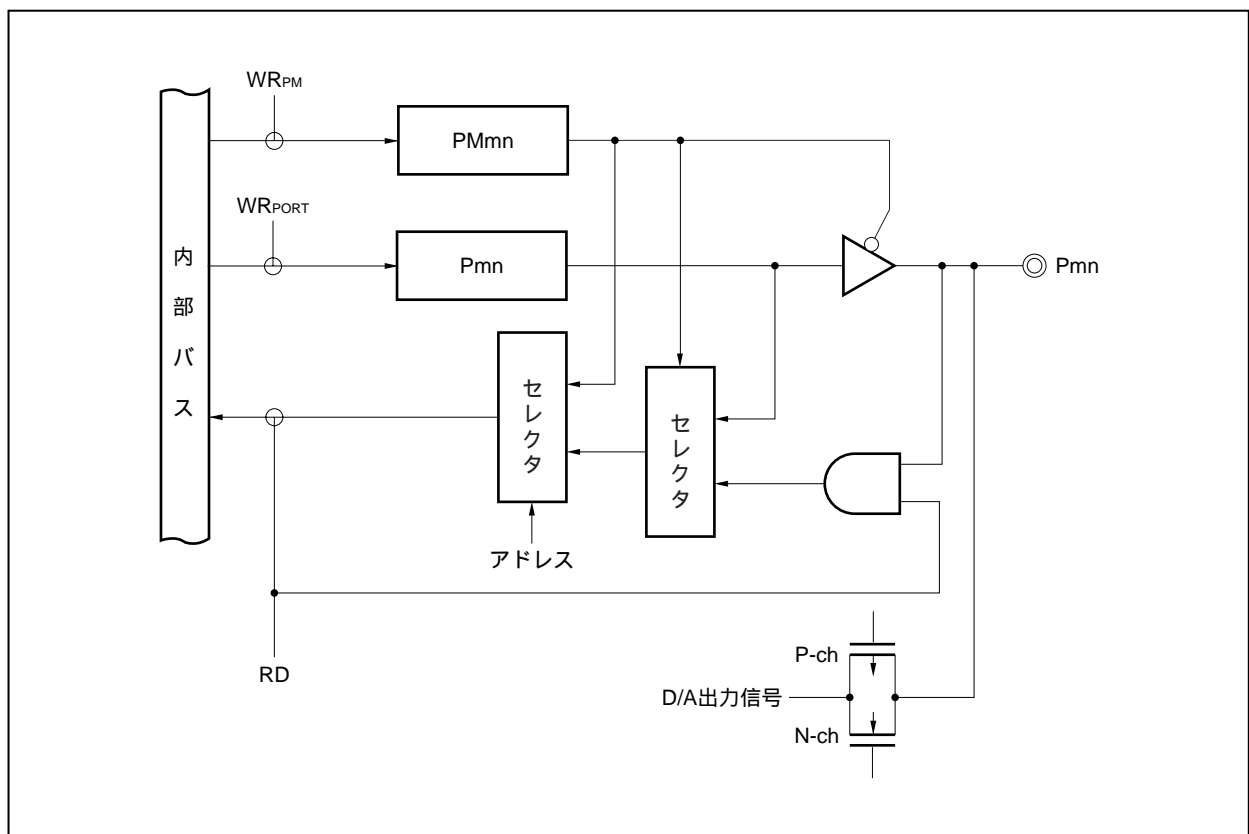 WRPM
PMmn
WRPORT
内部バス
Pmn
Pmn
セレクタ
セレクタ
アドレス
RD
P-ch
D/A出力信号
N-ch